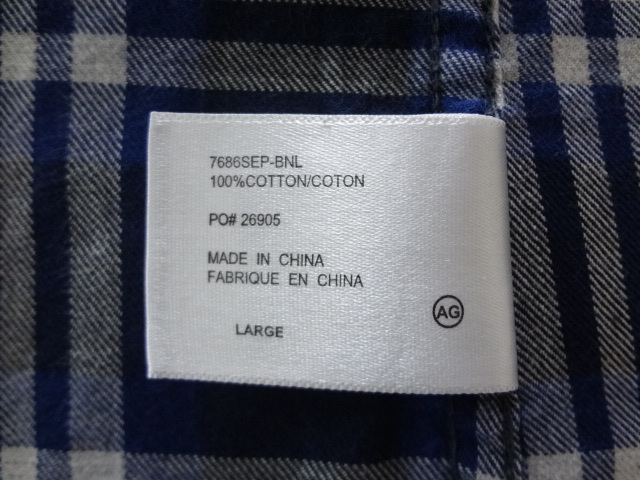 7686SEP-BNL
100%COTTON/COTON
PO# 26905
MADE IN CHINA
FABRIQUE EN CHINA
AG
LARGE